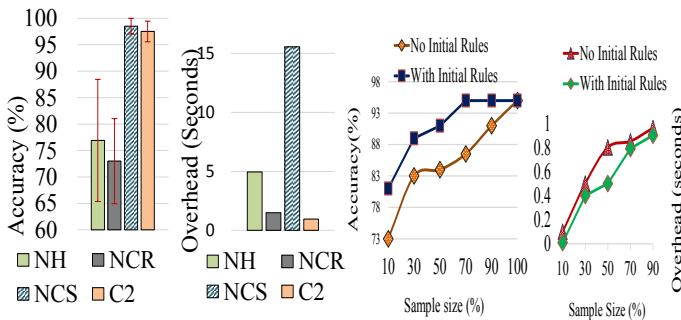 Accuracy (%)
100
95
90
85
80
75
70
65
60
NH
NCR
NCS
C2
Overhead (Seconds)
15
10
5
0
NH
NCR
NCS
C2
No Initial Rules
With Initial Rules
Accuracy(%)
98
93
88
83
78
73
10 30 50 70 90 100
Sample size (%)
No Initial Rules
With Initial Rules
1
0.8
0.6
0.4
0.2
0
10 30 50 70 90
Sample Size (%)
Overhead (seconds)